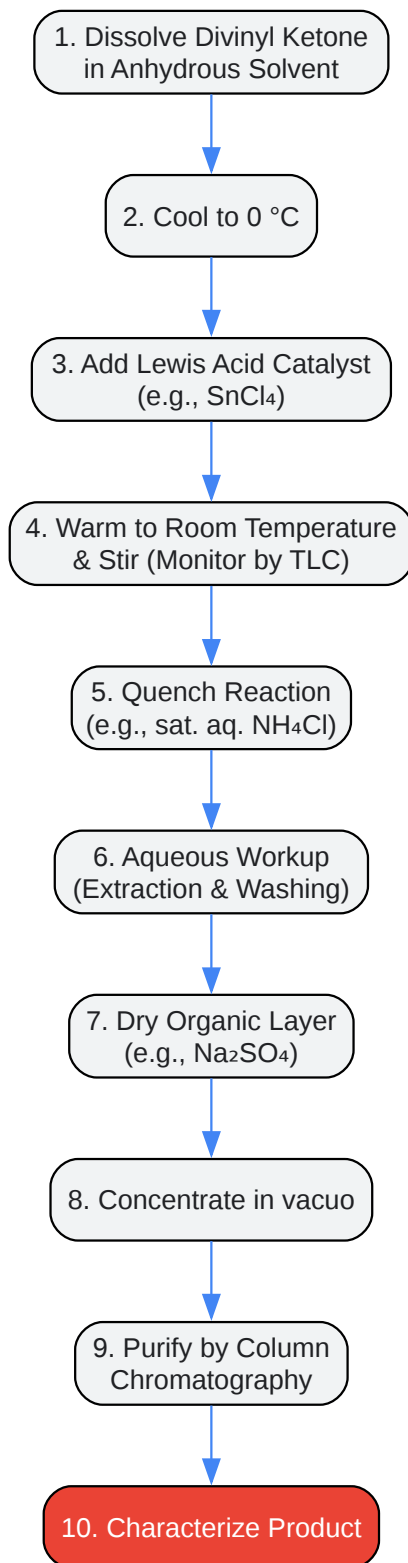 1. Dissolve Divinyl Ketone
in Anhydrous Solvent
2. Cool to 0 °C
3. Add Lewis Acid Catalyst
(e.g., SnCl₄)
4. Warm to Room Temperature
& Stir (Monitor by TLC)
5. Quench Reaction
(e.g., sat. aq. NH₄Cl)
6. Aqueous Workup
(Extraction & Washing)
7. Dry Organic Layer
(e.g., Na₂SO₄)
8. Concentrate in vacuo
9. Purify by Column
Chromatography
10. Characterize Product